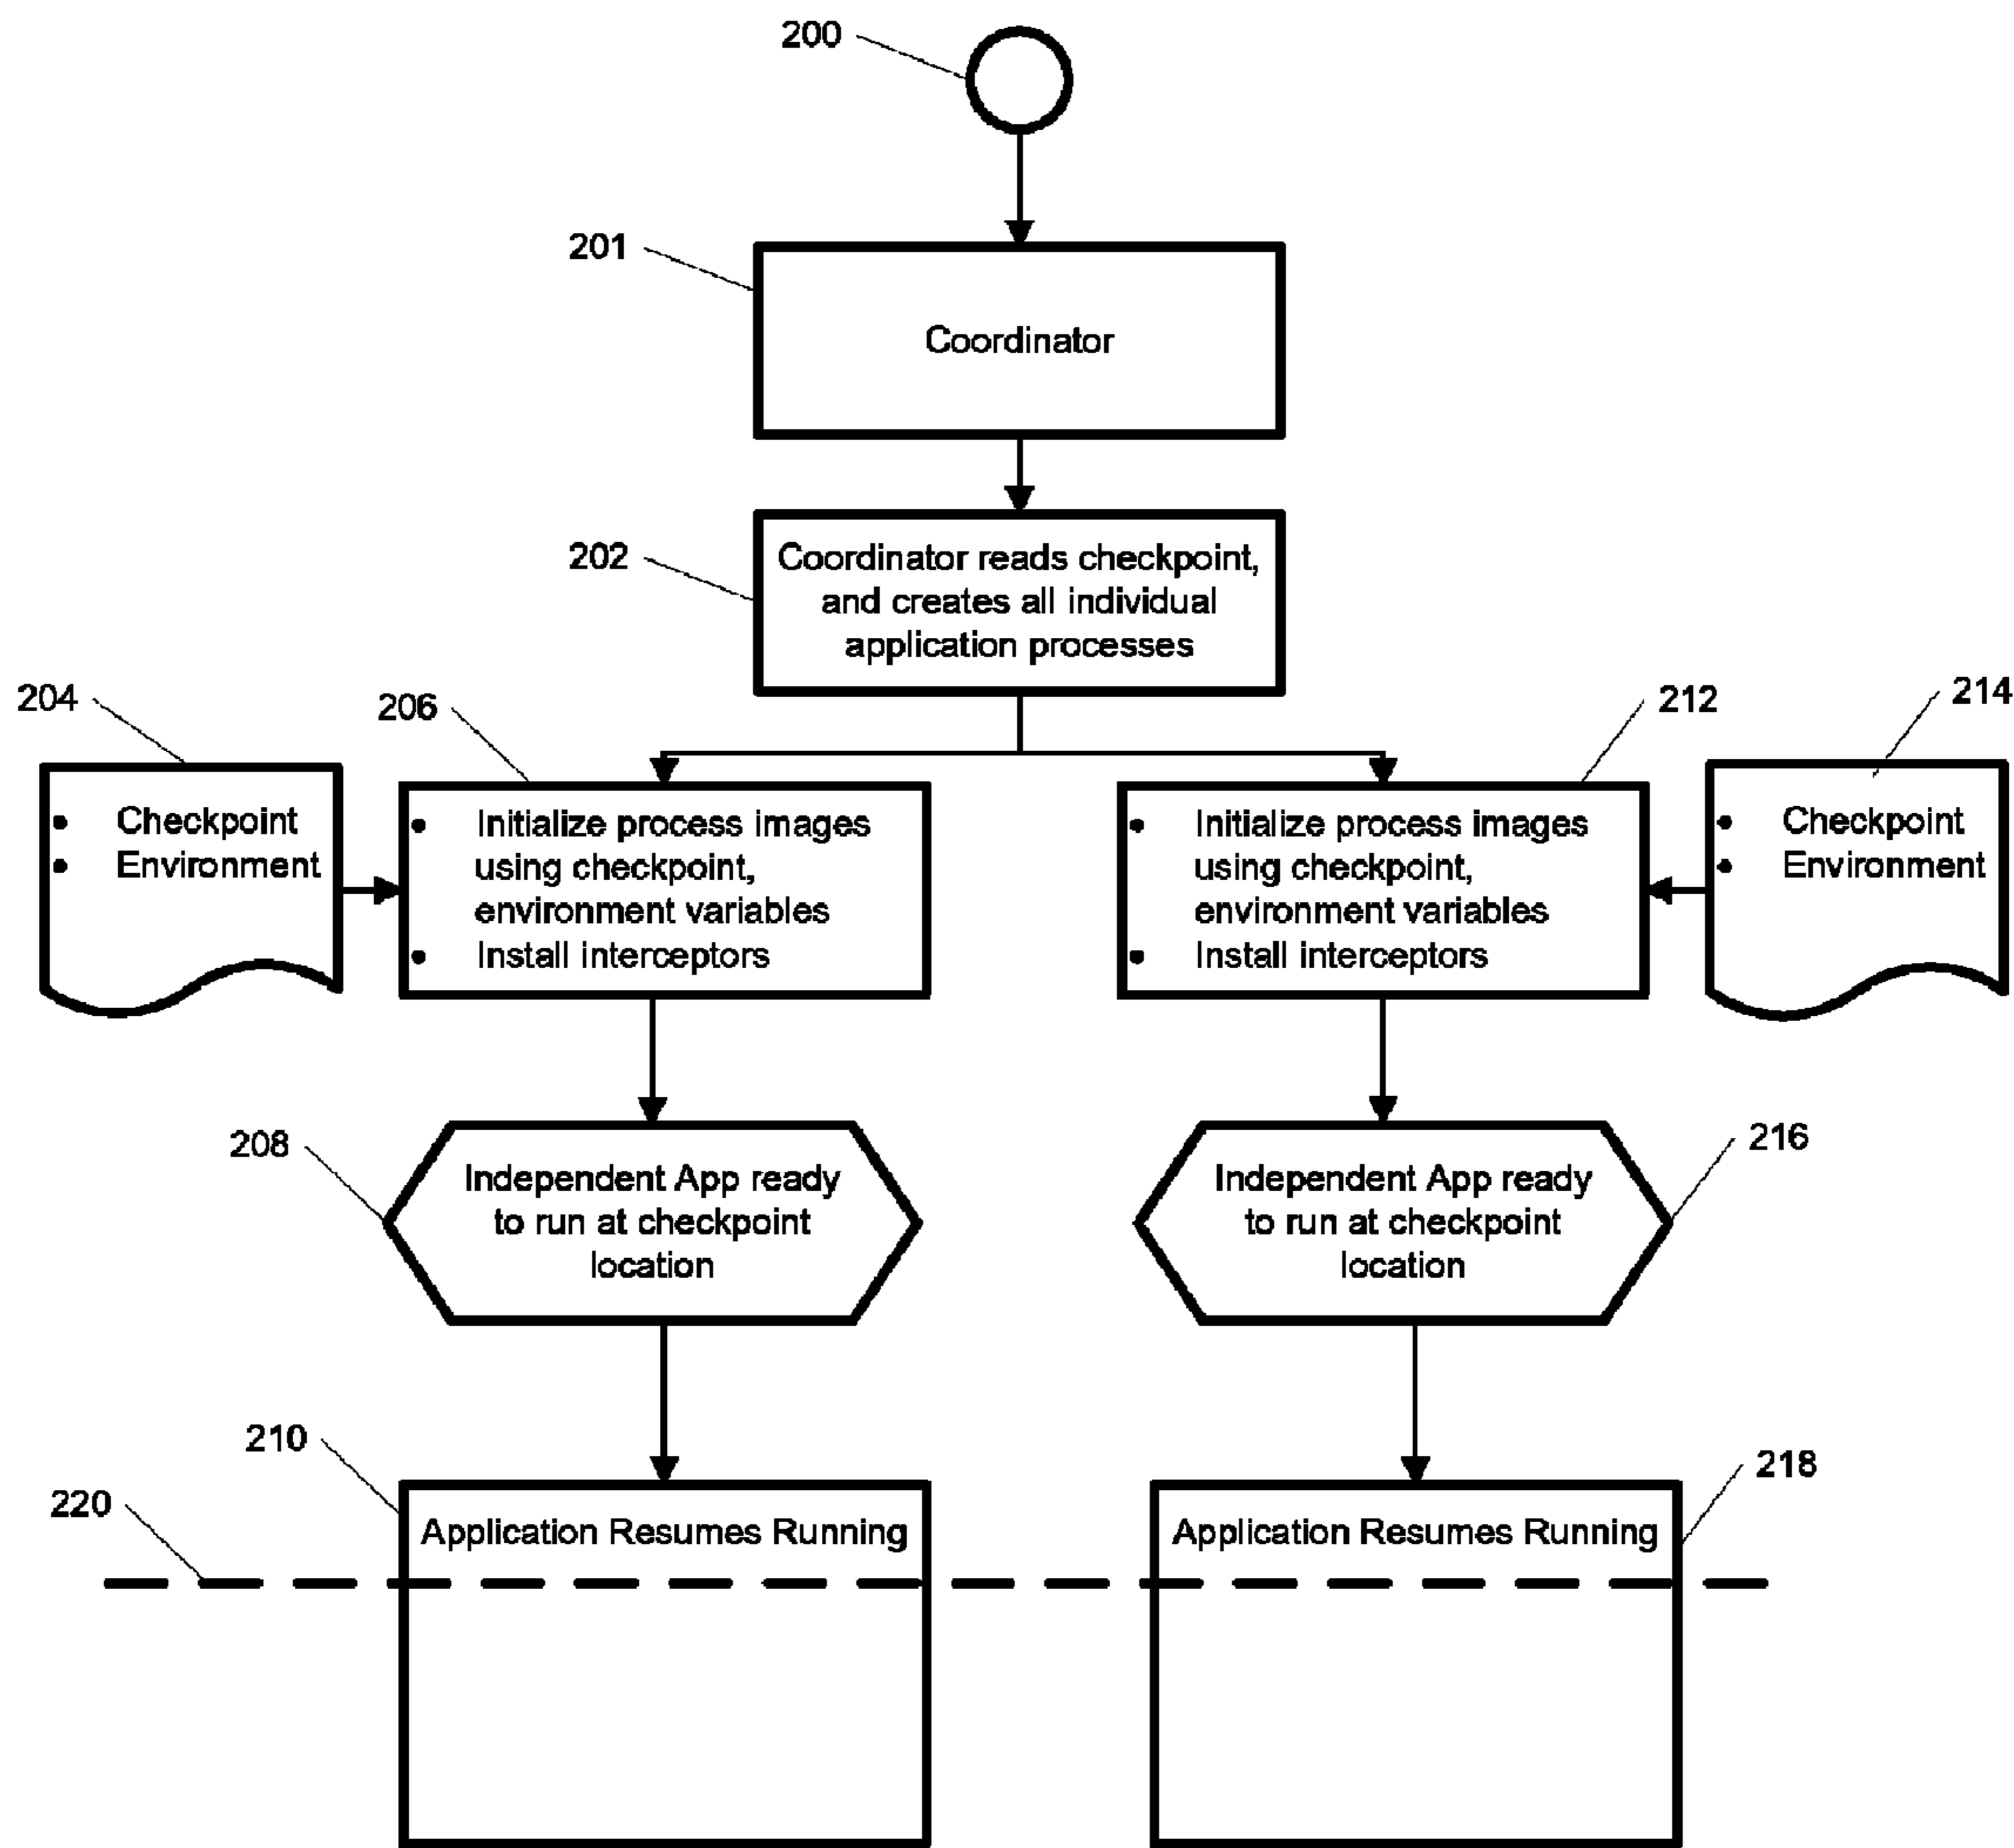 200
201
Coordinator
202
Coordinator reads checkpoint,
and creates all individual
application processes
204
206
212
214
• Checkpoint
• Environment
• Initialize process images
using checkpoint,
environment variables
• Install interceptors
• Initialize process images
using checkpoint,
environment variables
• Install interceptors
• Checkpoint
• Environment
208
Independent App ready
to run at checkpoint
location
Independent App ready
to run at checkpoint
location
216
210
Application Resumes Running
Application Resumes Running
218
220